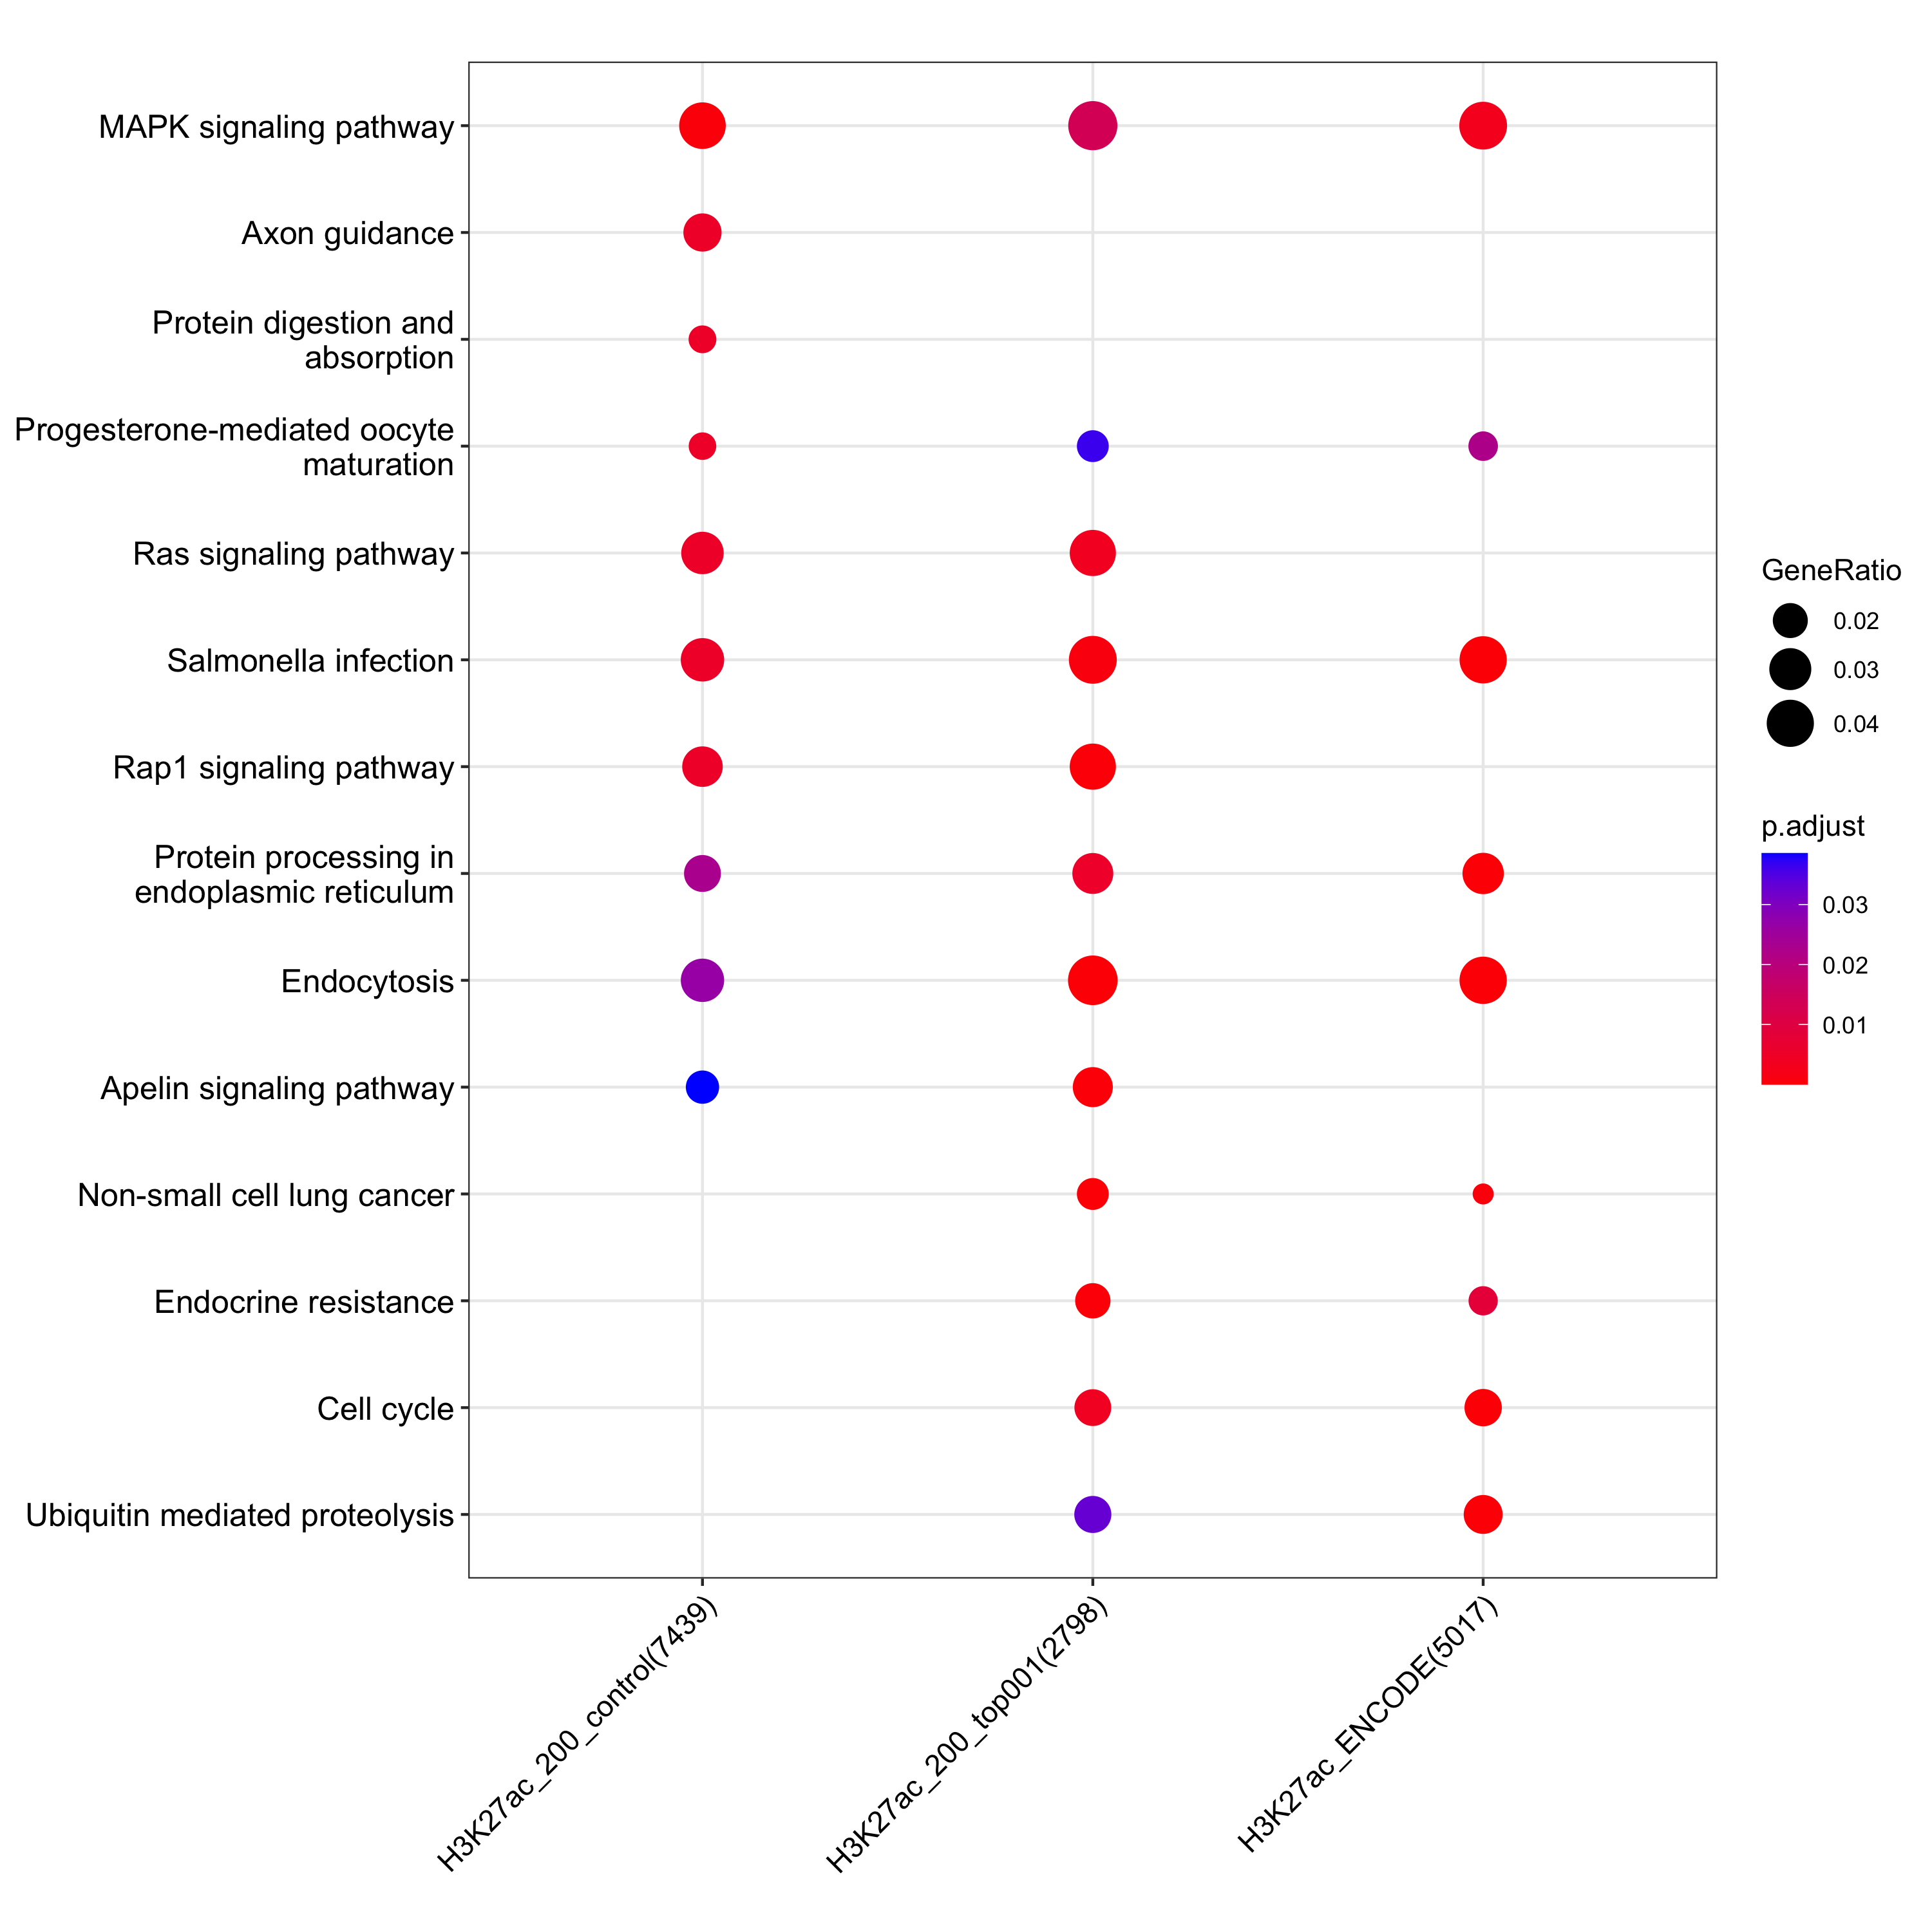 MAPK signaling pathway
Axon guidance
Protein digestion and
absorption
Progesterone-mediated oocyte
maturation
Ras signaling pathway
Salmonella infection
Rap1 signaling pathway
Protein processing in
endoplasmic reticulum
Endocytosis
Apelin signaling pathway
Non-small cell lung cancer
Endocrine resistance
Cell cycle
Ubiquitin mediated proteolysis
H3K27ac_200_control(7439)
H3K27ac_200_top001(2798)
H3K27ac_ENCODE(5017)
GeneRatio
0.02
0.03
0.04
p.adjust
0.03
0.02
0.01